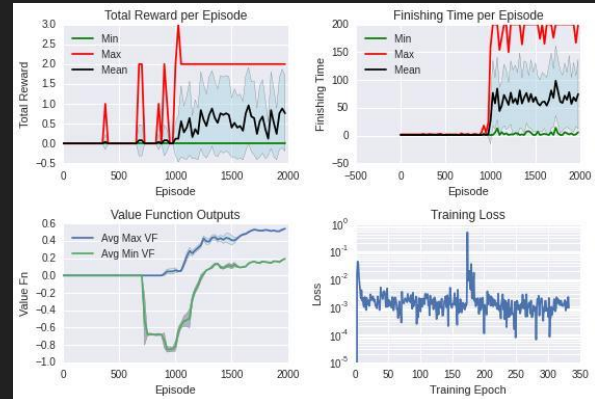 Total Reward per Episode
3.0
2.5
2.0
1.5
1.0
0.5
0.0
−0.5
Total Reward
Min
Max
Mean
0
500
1000
1500
2000
Episode
Finishing Time per Episode
200
150
100
50
0
−50
Finishing Time
Min
Max
Mean
−500
0
500
1000
1500
2000
Episode
Value Function Outputs
0.6
0.4
0.2
0.0
−0.2
−0.4
−0.6
−0.8
−1.0
Value Fn
Avg Max VF
Avg Min VF
0
500
1000
1500
2000
Episode
Training Loss
10⁰
10⁻¹
10⁻²
10⁻³
10⁻⁴
10⁻⁵
Loss
0
50
100
150
200
250
300
350
Training Epoch